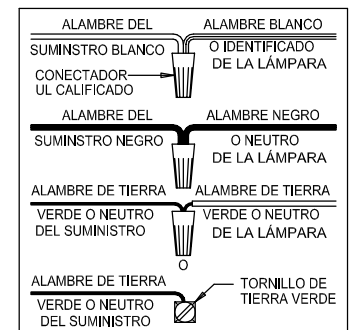 ALAMBRE DEL ALAMBRE BLANCO
SUMINSTRO BLANCO O IDENTIFICADO
DE LA LÁMPARA
CONECTADOR
UL CALIFICADO
ALAMBRE DEL ALAMBRE NEGRO
SUMINSTRO NEGRO O NEUTRO
DE LA LÁMPARA
ALAMBRE DE TIERRA ALAMBRE DE TIERRA
VERDE O NEUTRO VERDE O NEUTRO
DEL SUMINISTRO DE LA LÁMPARA
O
ALAMBRE DE TIERRA TORNILLO DE
TIERRA VERDE
VERDE O NEUTRO
DEL SUMINISTRO